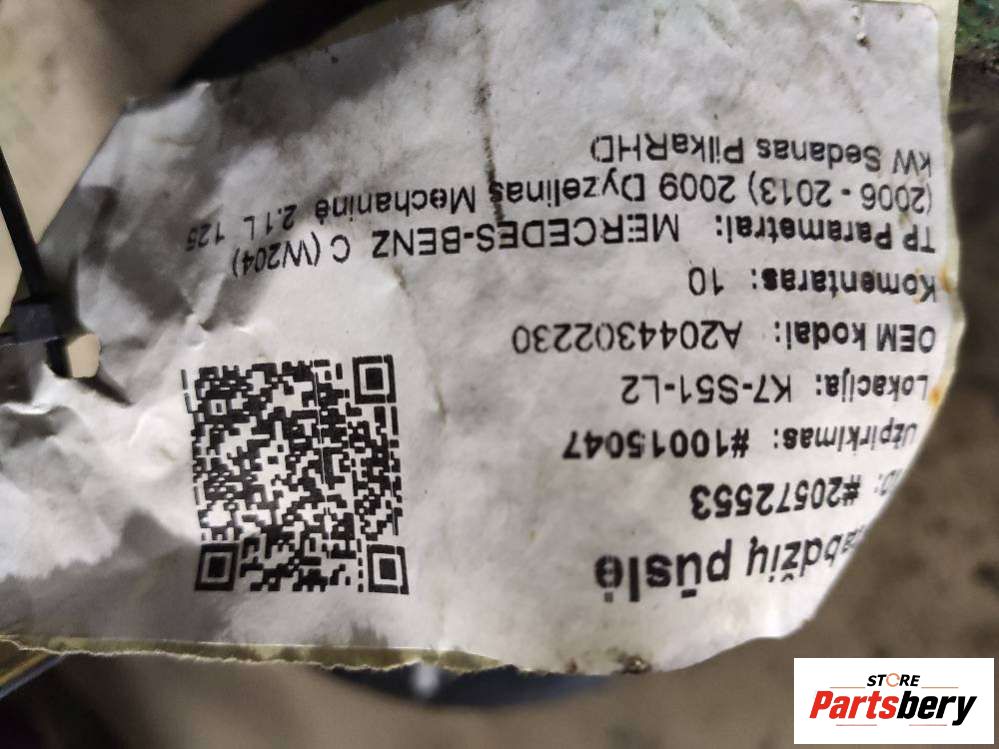 abdžių pūslė
ID: #20572553
Užpirkimas: #10015047
Lokacija: K7-S51-L2
OEM kodai: A2044302230
Komentaras: 10
TP Parametrai: MERCEDES-BENZ C (W204)
(2006 - 2013) 2009 Dyzelinas Mechaninė 2.1 L 125
kW Sedanas PilkaRHD
STORE
Partsbery